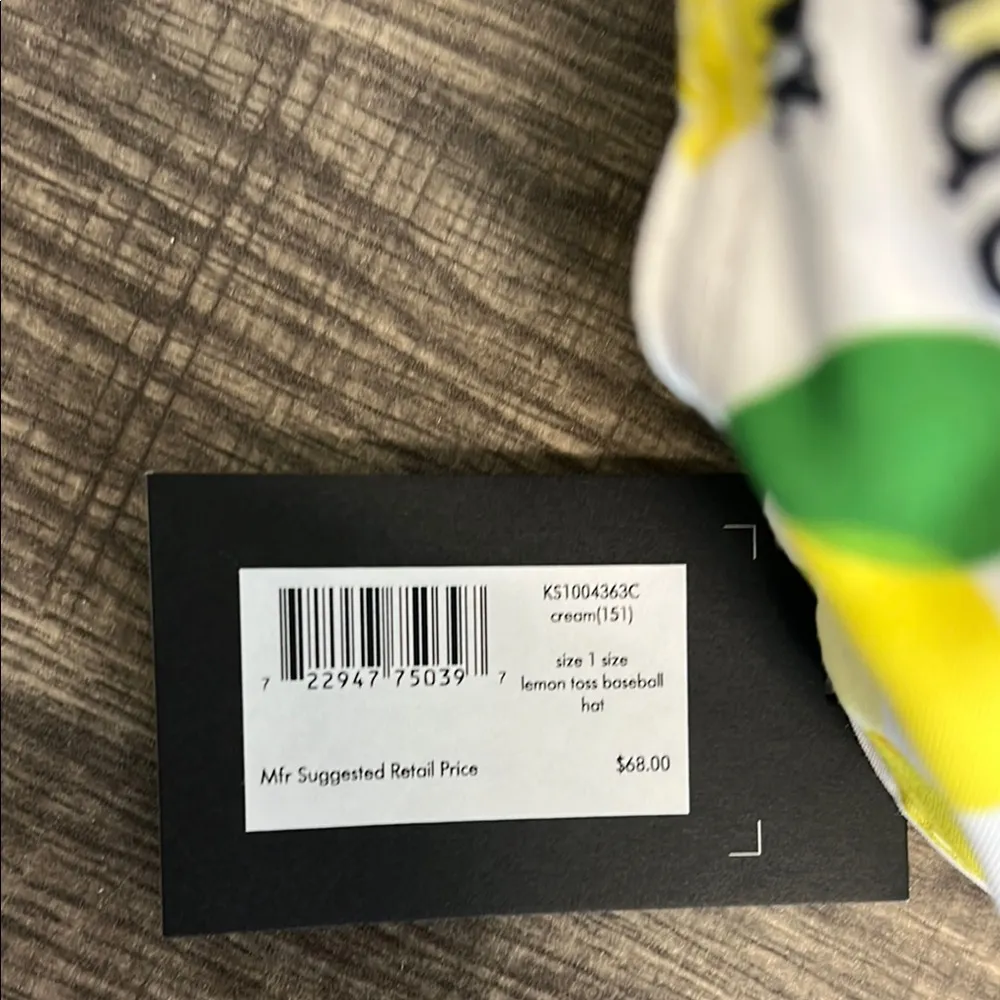 KS1004363C
cream(151)
size 1 size
lemon toss baseball
hat
7 22947 75039 7
Mfr Suggested Retail Price $68.00